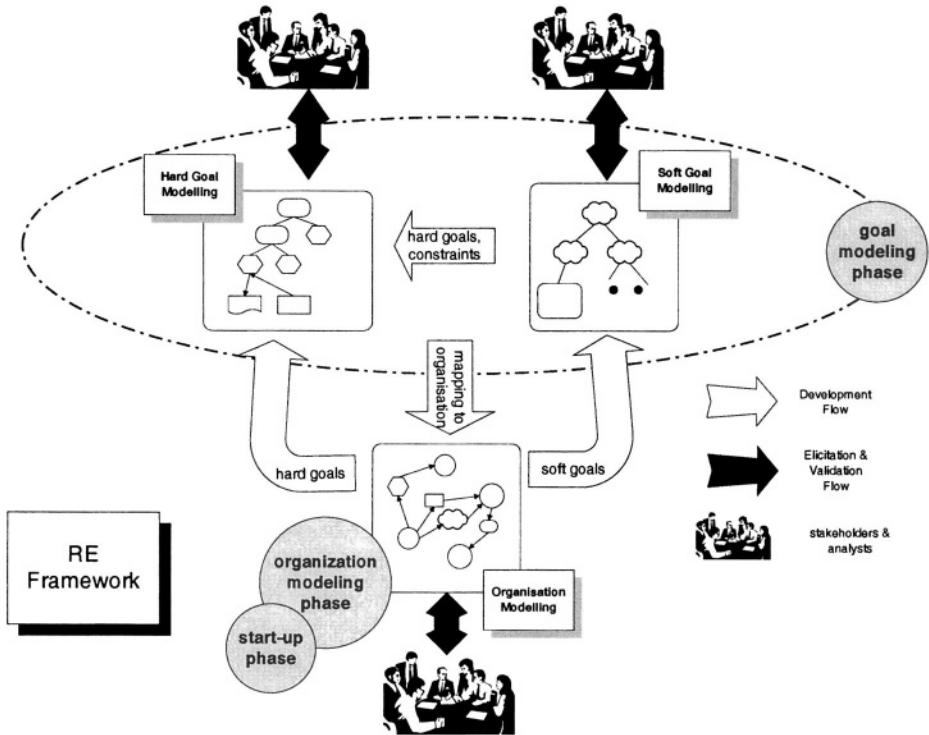 Hard Goal
Modelling
Soft Goal
Modelling
hard goals,
constraints
goal
modeling
phase
mapping to
organisation
hard goals
soft goals
Development
Flow
Elicitation &
Validation
Flow
stakeholders &
analysts
RE
Framework
organization
modeling
phase
start-up
phase
Organisation
Modelling